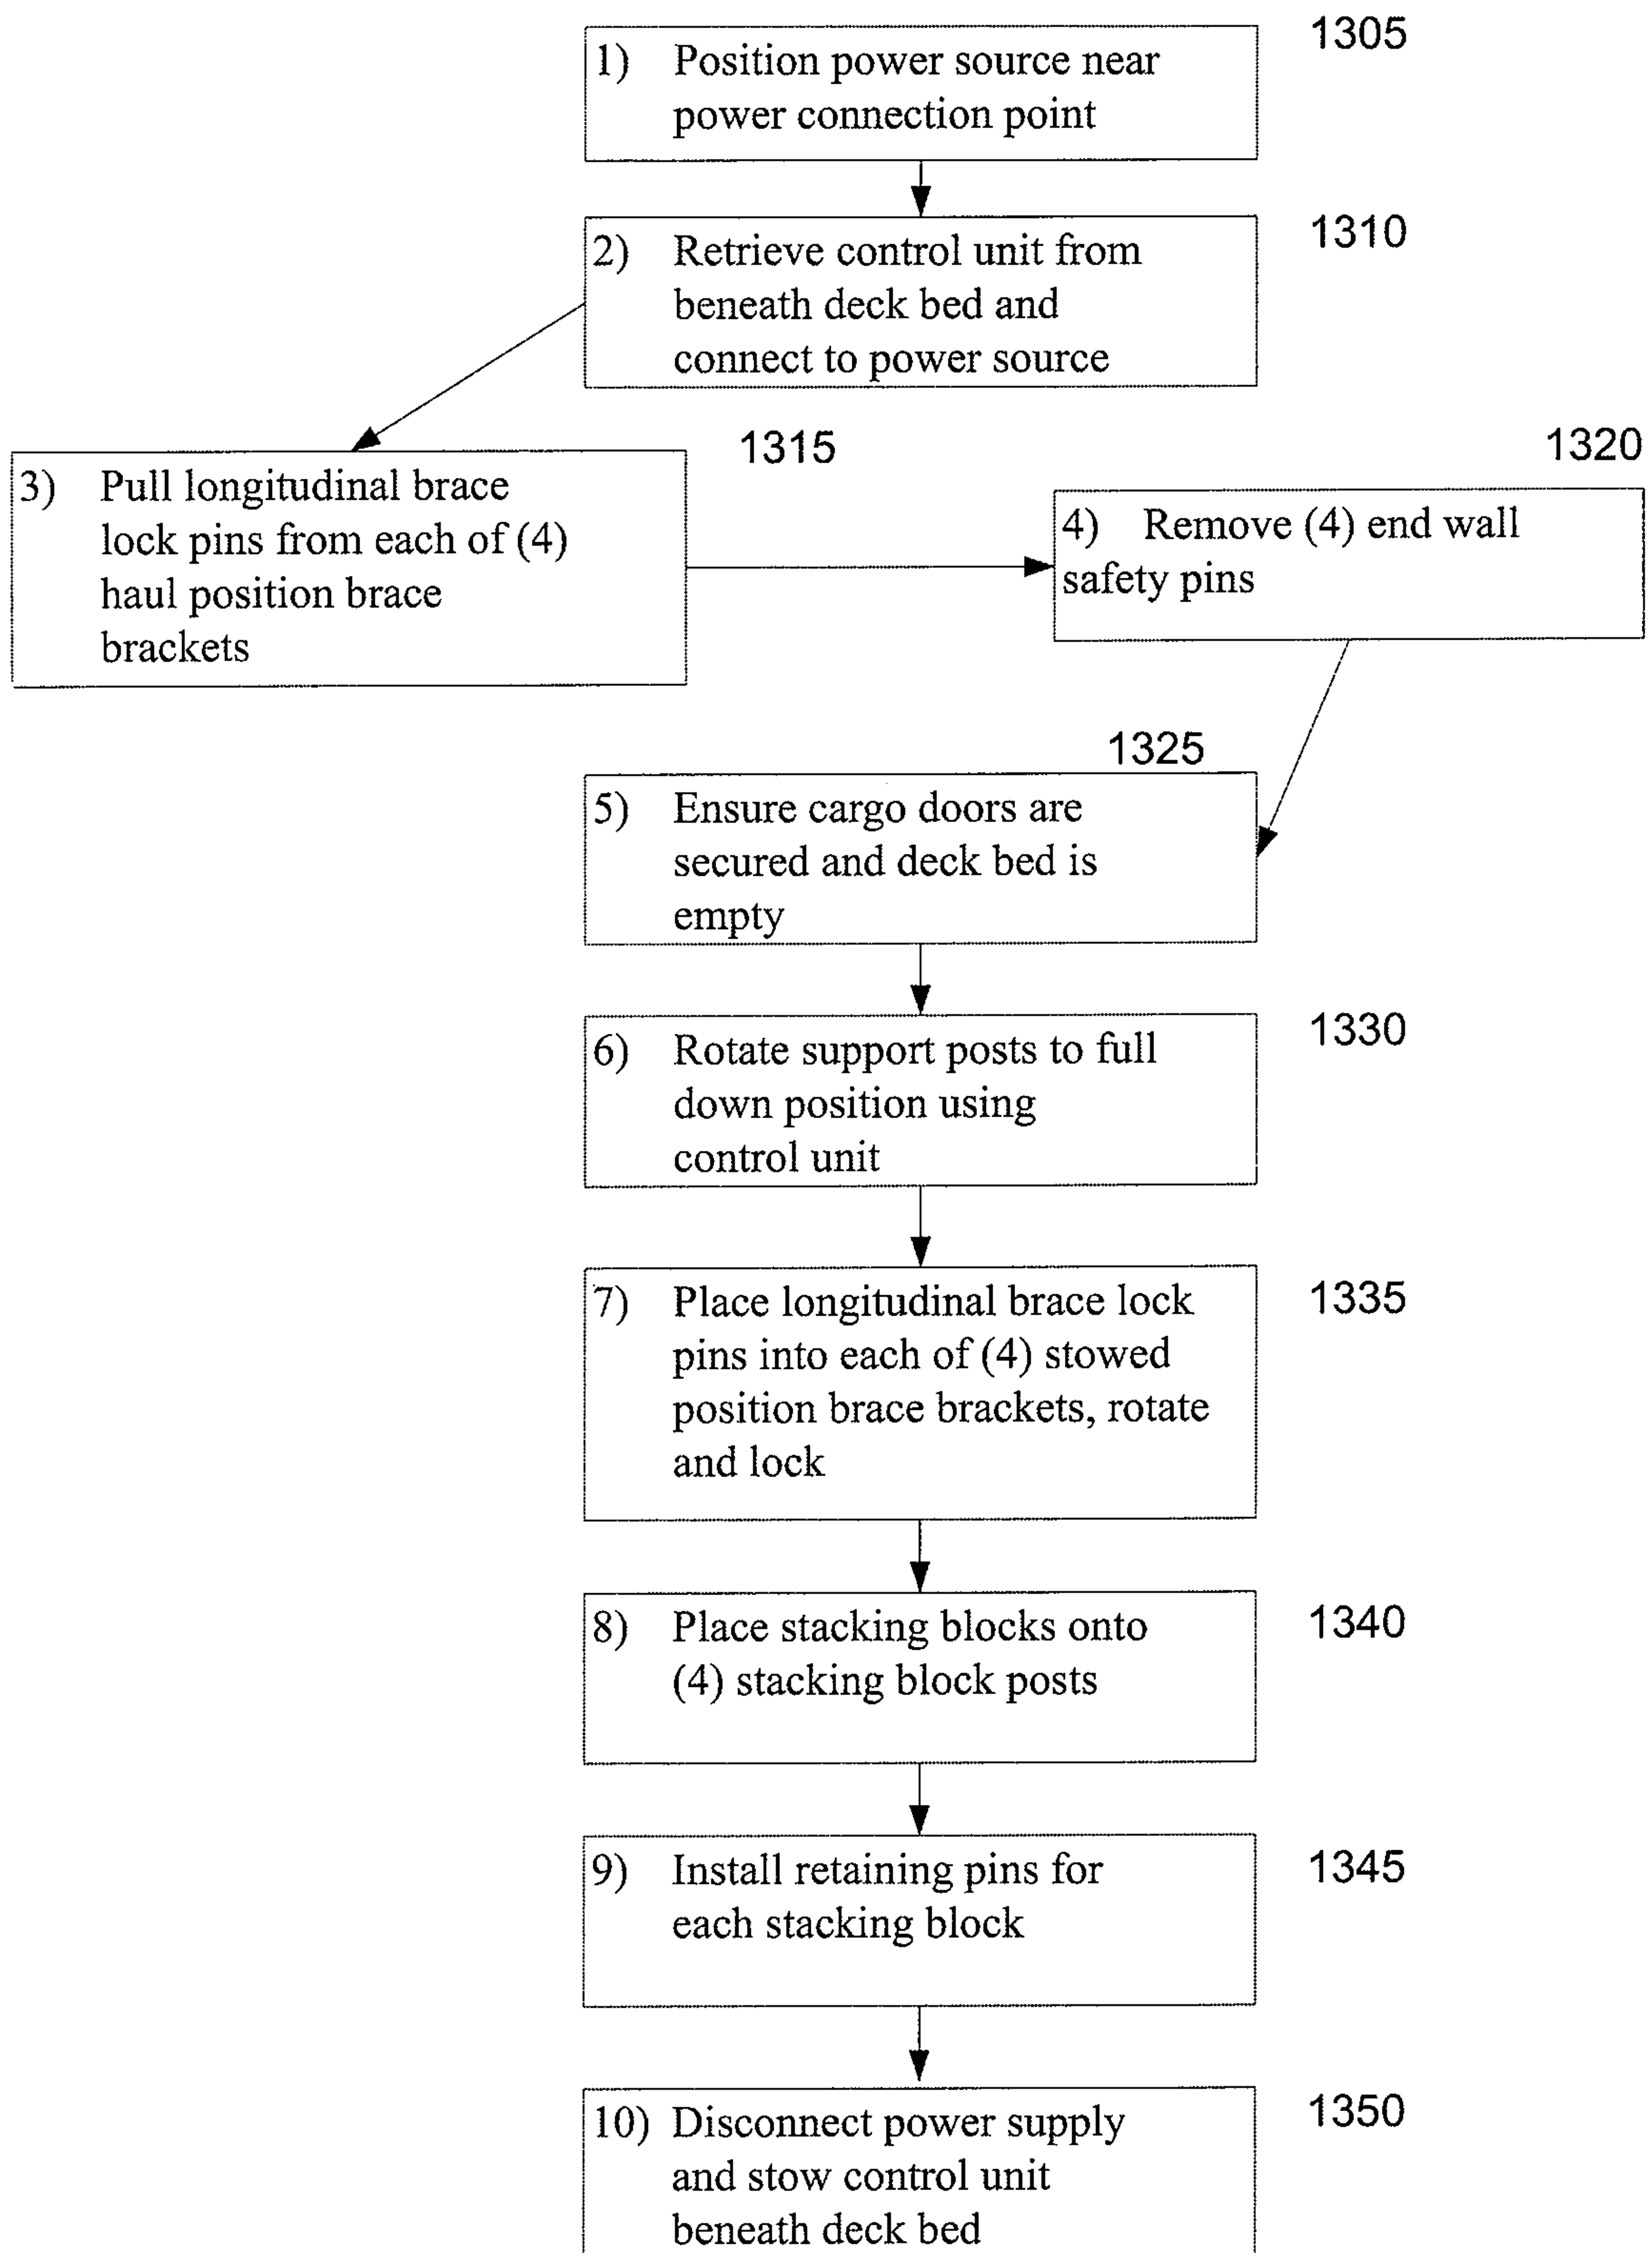 1305
1) Position power source near
power connection point
1310
2) Retrieve control unit from
beneath deck bed and
connect to power source
1315
3) Pull longitudinal brace
lock pins from each of (4)
haul position brace
brackets
1320
4) Remove (4) end wall
safety pins
1325
5) Ensure cargo doors are
secured and deck bed is
empty
1330
6) Rotate support posts to full
down position using
control unit
1335
7) Place longitudinal brace lock
pins into each of (4) stowed
position brace brackets, rotate
and lock
1340
8) Place stacking blocks onto
(4) stacking block posts
1345
9) Install retaining pins for
each stacking block
1350
10) Disconnect power supply
and stow control unit
beneath deck bed